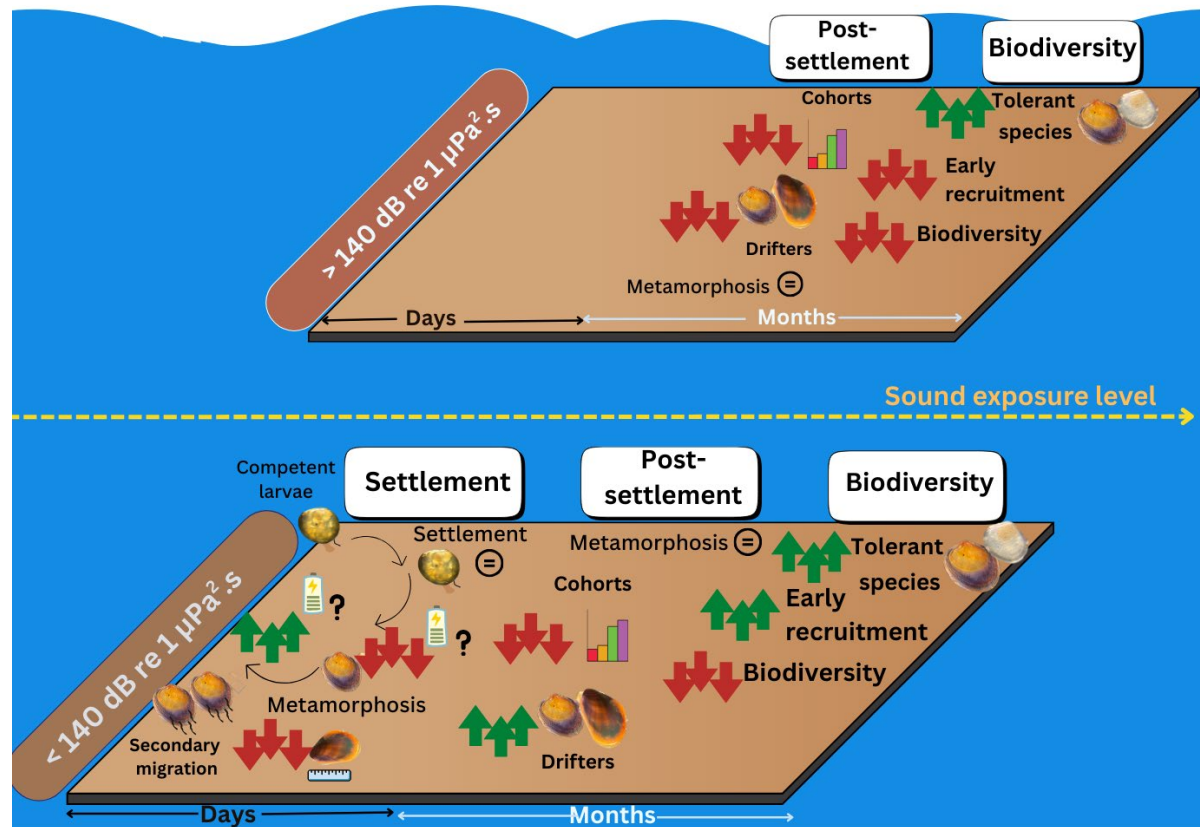 Post-
settlement
Biodiversity
> 140 dB re 1 µPa².s
Cohorts
Tolerant
species
Early
recruitment
Drifters
Biodiversity
Metamorphosis =
Days
Months
Sound exposure level
Competent
larvae
Settlement
Post-
settlement
Biodiversity
< 140 dB re 1 µPa².s
Settlement
=
Metamorphosis =
Tolerant
species
Cohorts
?
?
Early
recruitment
Biodiversity
Metamorphosis
Secondary
migration
Drifters
Days
Months